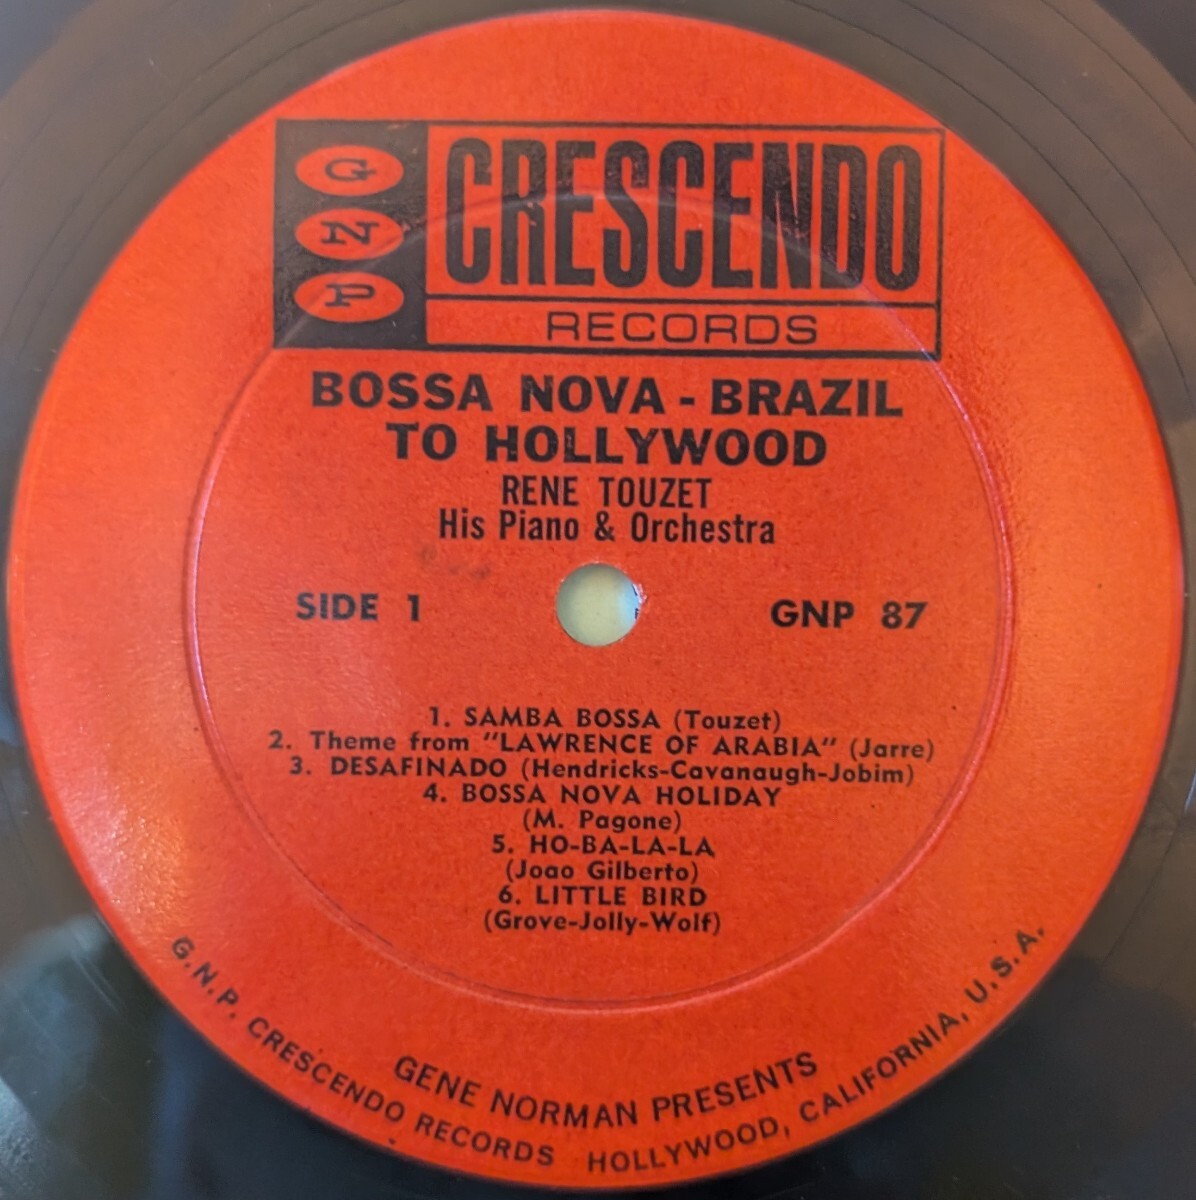 G
N
P
CRESCENDO
RECORDS
BOSSA NOVA - BRAZIL
TO HOLLYWOOD
RENE TOUZET
His Piano & Orchestra
SIDE 1
GNP 87
1. SAMBA BOSSA (Touzet)
2. Theme from "LAWRENCE OF ARABIA" (Jarre)
3. DESAFINADO (Hendricks-Cavanaugh-Jobim)
4. BOSSA NOVA HOLIDAY
(M. Pagone)
5. HO-BA-LA-LA
(Joao Gilberto)
6. LITTLE BIRD
(Grove-Jolly-Wolf)
GENE NORMAN PRESENTS
G.N.P. CRESCENDO RECORDS HOLLYWOOD, CALIFORNIA, U.S.A.